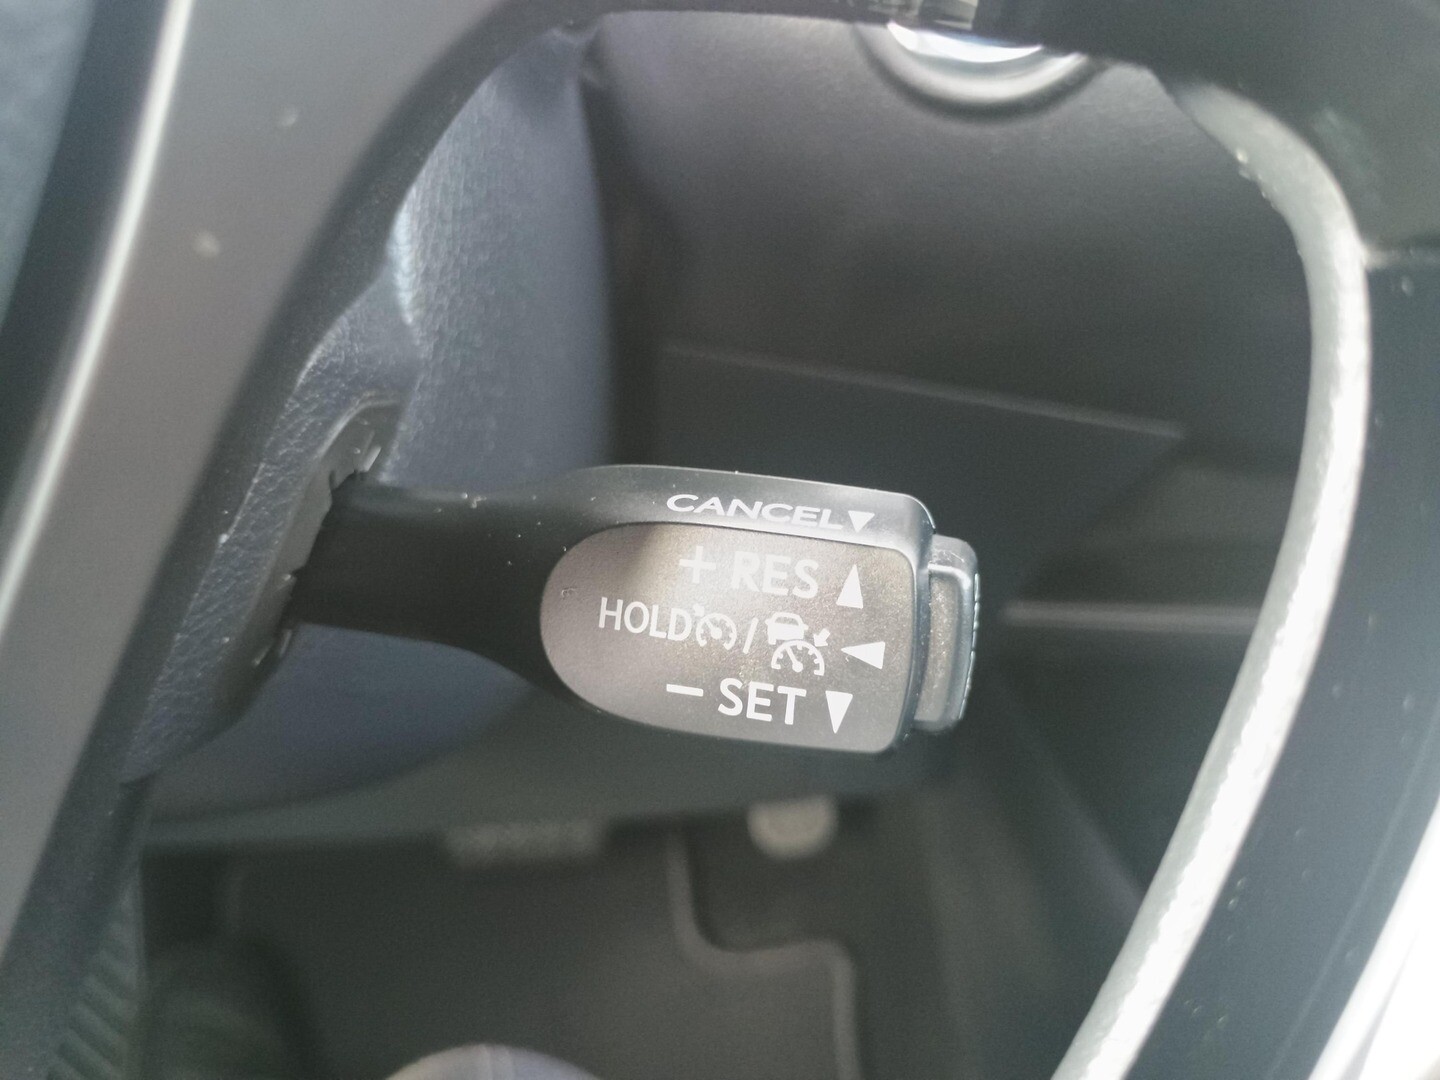 CANCEL▼
+ RES ▲
HOLD / ◀
− SET ▼